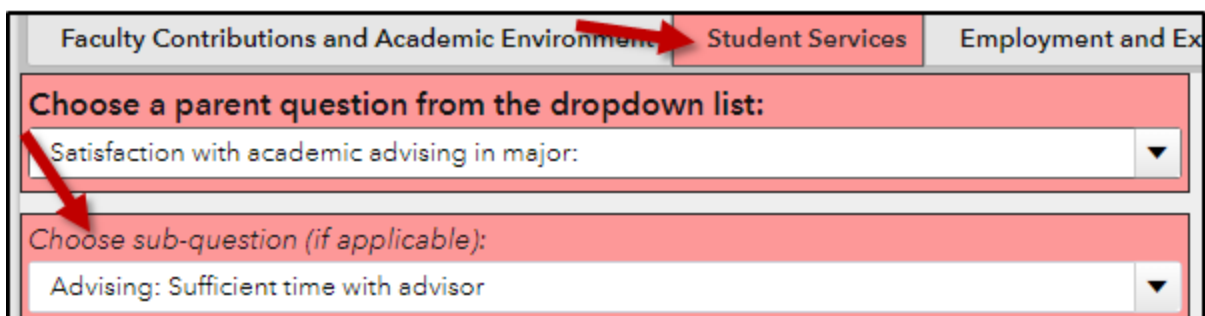 Faculty Contributions and Academic Environment Student Services Employment and Ex
Choose a parent question from the dropdown list:
Satisfaction with academic advising in major:
Choose sub-question (if applicable):
Advising: Sufficient time with advisor